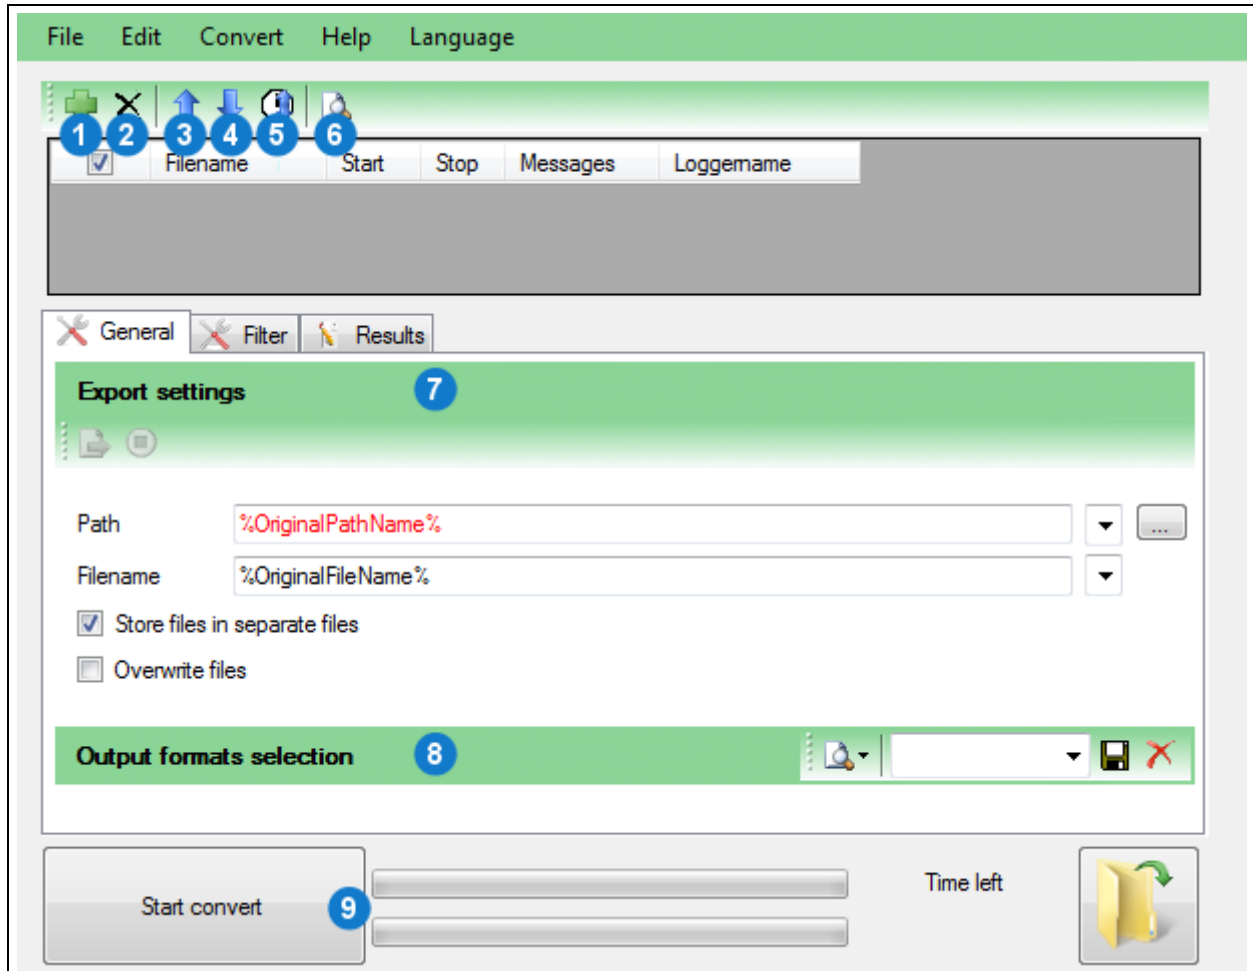 File Edit Convert Help Language
1 2 3 4 5 6
Filename Start Stop Messages Loggername
General Filter Results
Export settings 7
Path %OriginalPathName% ...
Filename %OriginalFileName%
Store files in separate files
Overwrite files
Output formats selection 8
Start convert 9 Time left